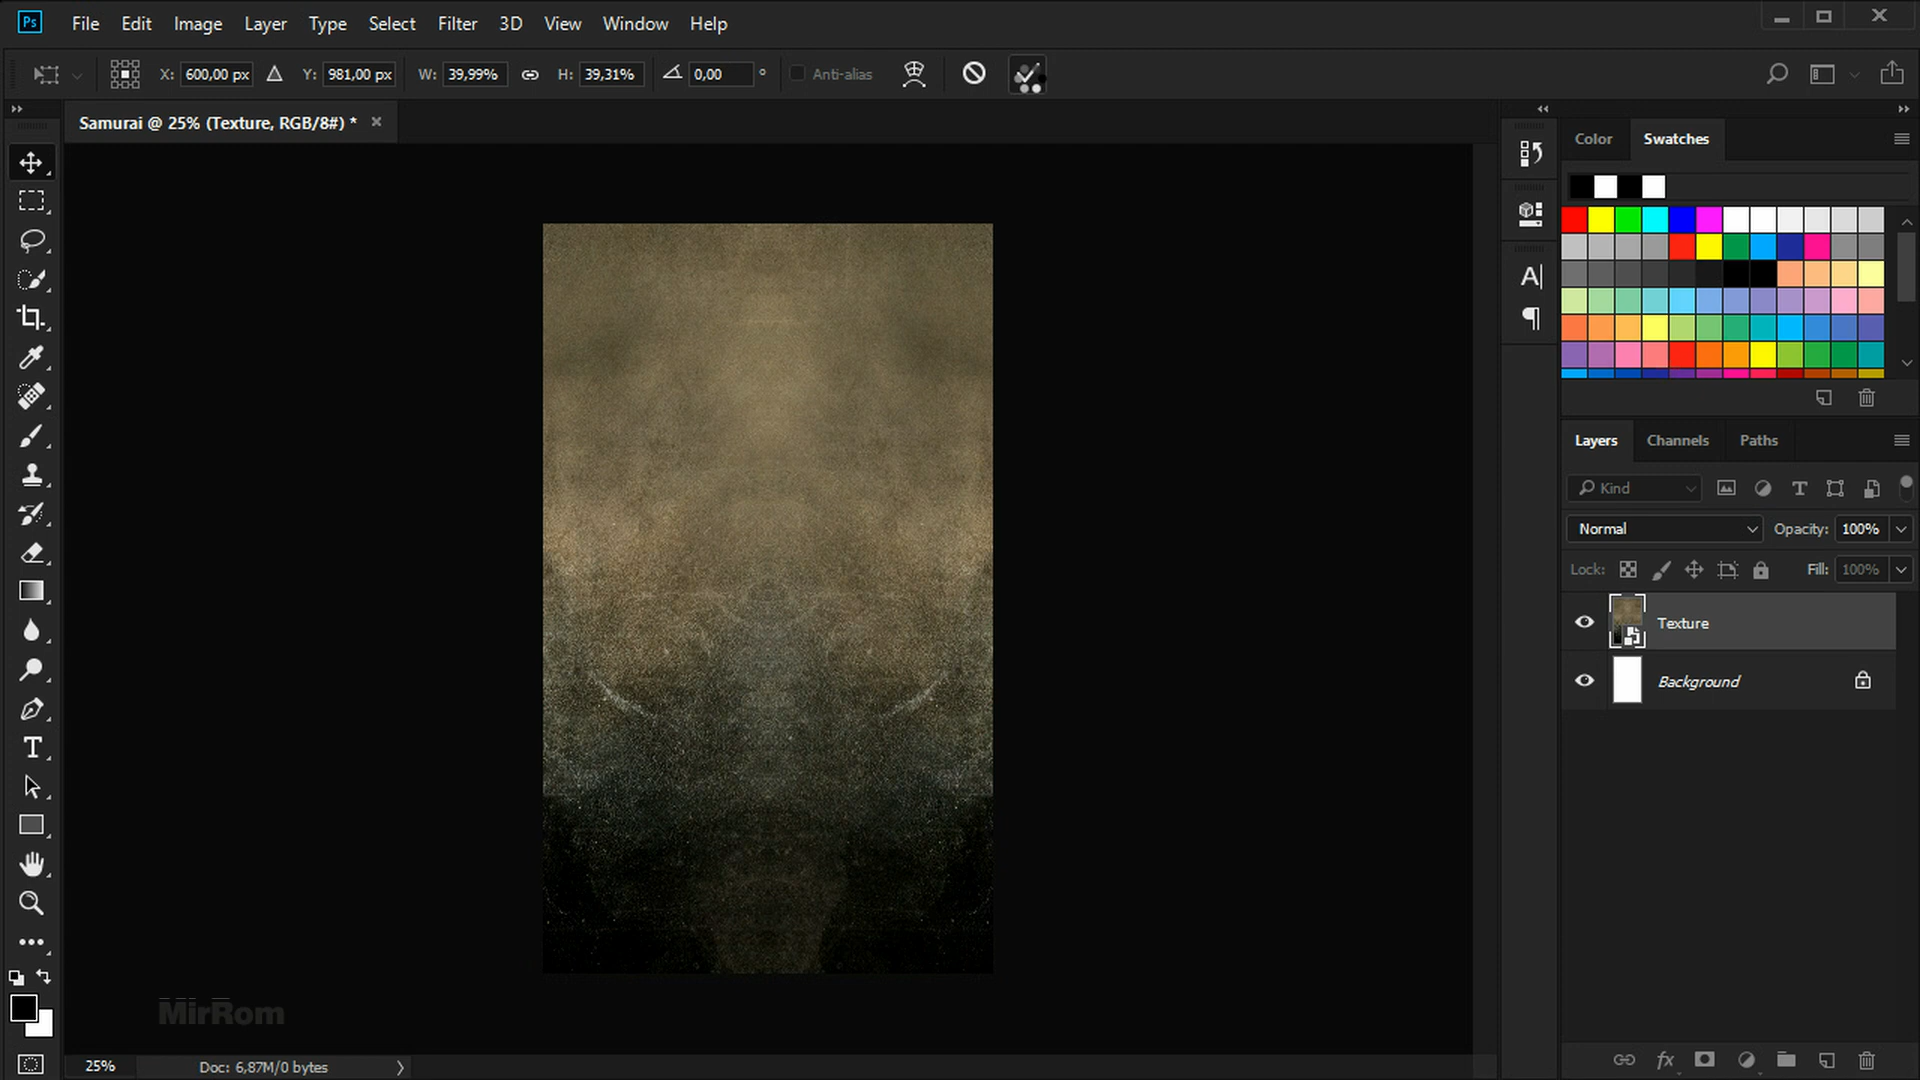 Ps File Edit Image Layer Type Select Filter 3D View Window Help
X: 600,00 px Y: 981,00 px W: 39,99% H: 39,31% 0,00 ° Anti-alias
Samurai @ 25% (Texture, RGB/8#) * ×
Color Swatches
Layers Channels Paths
Kind
Normal Opacity: 100%
Lock: Fill: 100%
Texture
Background
MirRom
25% Doc: 6,87M/0 bytes